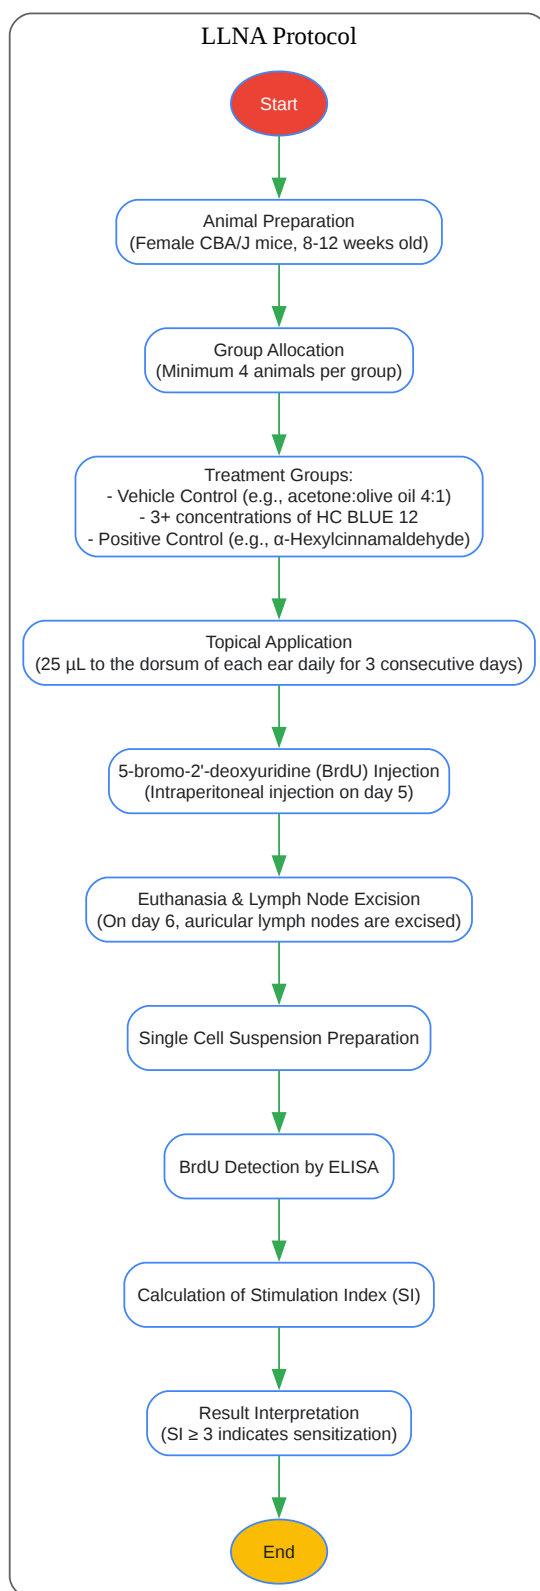 LLNA Protocol
Start
Animal Preparation
(Female CBA/J mice, 8-12 weeks old)
Group Allocation
(Minimum 4 animals per group)
Treatment Groups:
- Vehicle Control (e.g., acetone:olive oil 4:1)
- 3+ concentrations of HC BLUE 12
- Positive Control (e.g., α-Hexylcinnamaldehyde)
Topical Application
(25 µL to the dorsum of each ear daily for 3 consecutive days)
5-bromo-2'-deoxyuridine (BrdU) Injection
(Intraperitoneal injection on day 5)
Euthanasia & Lymph Node Excision
(On day 6, auricular lymph nodes are excised)
Single Cell Suspension Preparation
BrdU Detection by ELISA
Calculation of Stimulation Index (SI)
Result Interpretation
(SI ≥ 3 indicates sensitization)
End